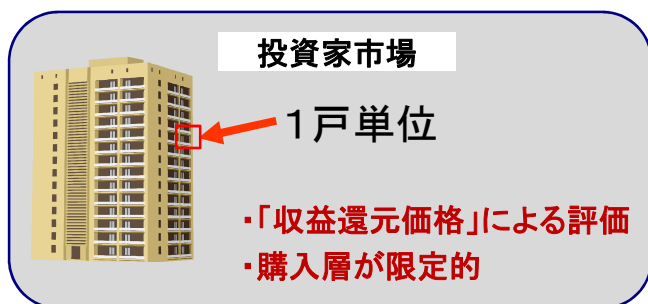 投資家市場
１戸単位
・「収益還元価格」による評価
・購入層が限定的